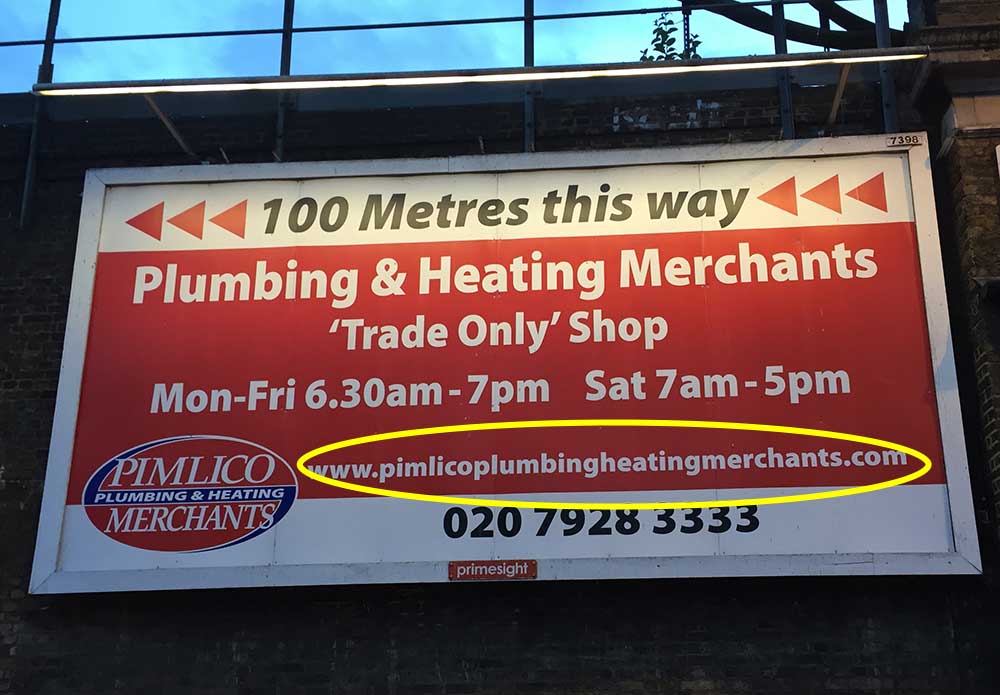 7398
100 Metres this way
Plumbing & Heating Merchants
‘Trade Only’ Shop
Mon-Fri 6.30am - 7pm Sat 7am - 5pm
www.pimlicoplumbingheatingmerchants.com
PIMLICO
PLUMBING & HEATING
MERCHANTS
020 7928 3333
primesight